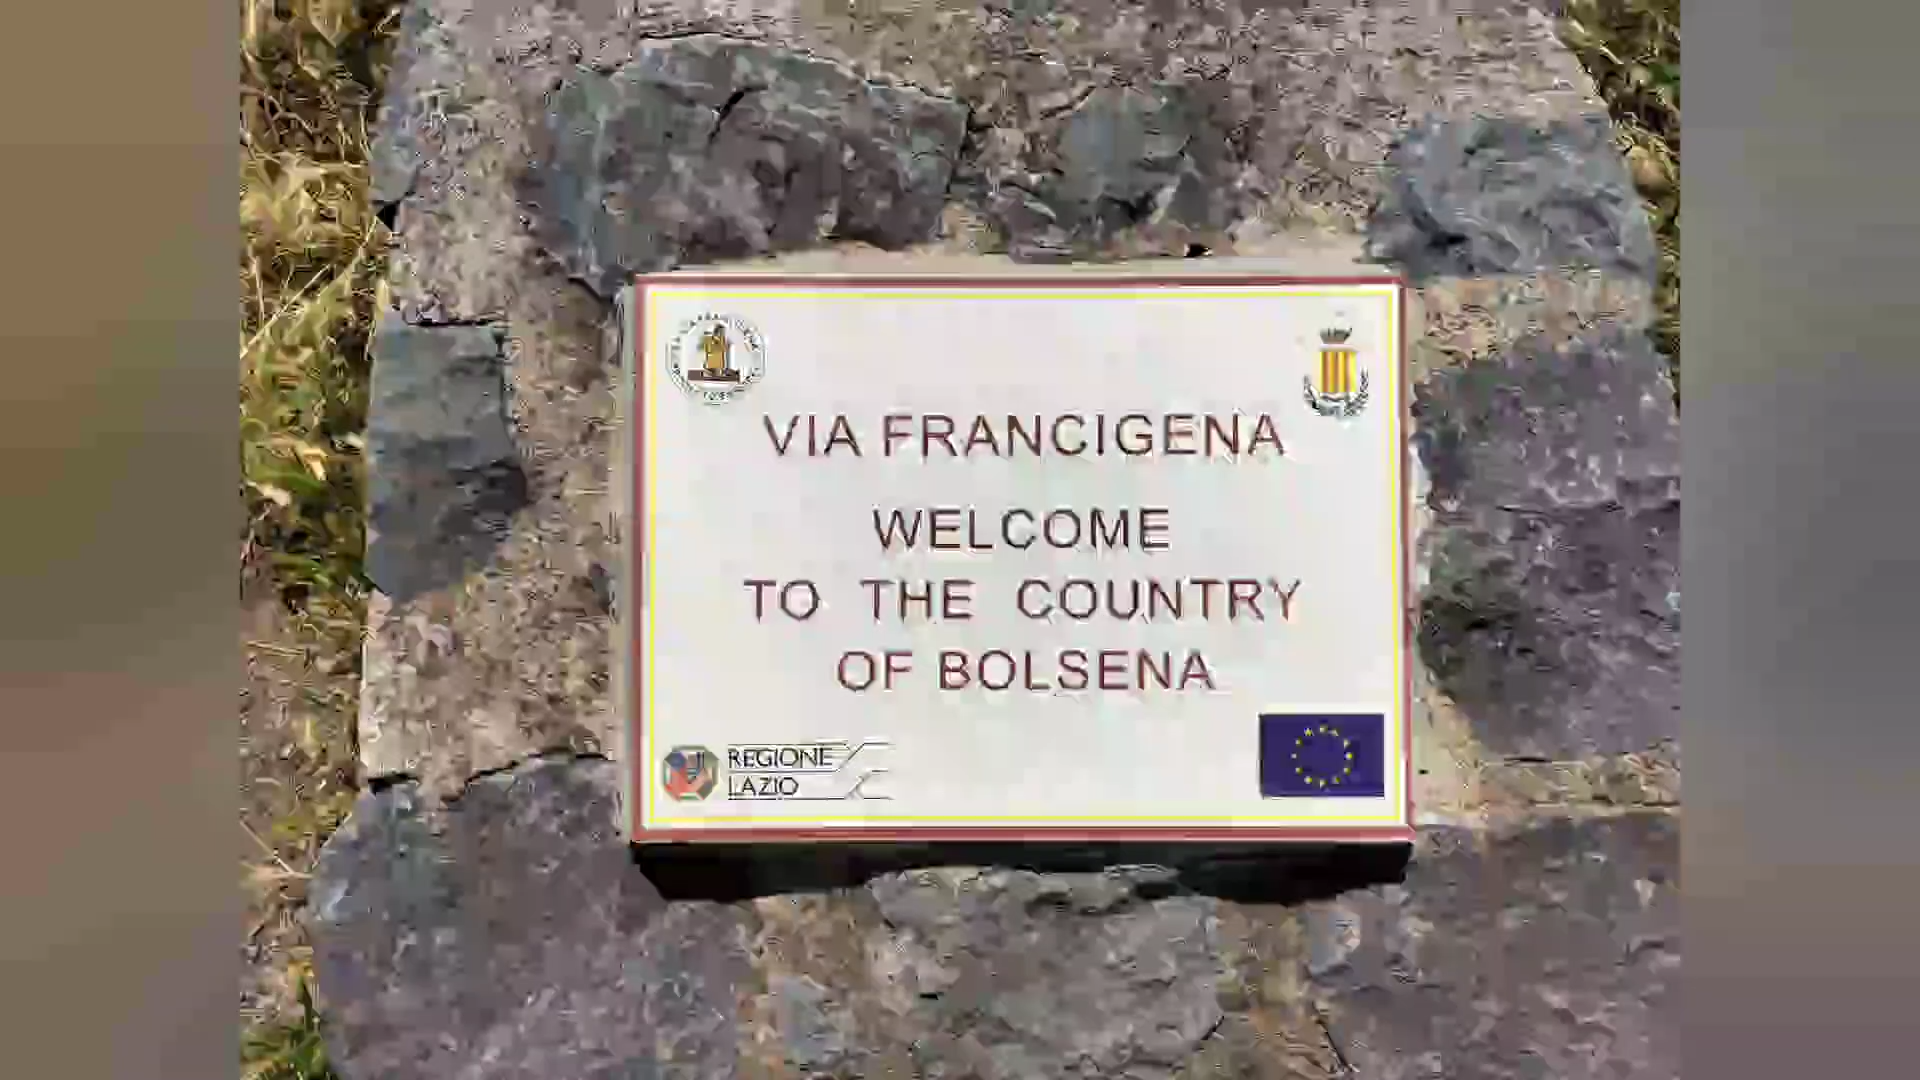 VIA FRANCIGENA
WELCOME
TO THE COUNTRY
OF BOLSENA
REGIONE
LAZIO